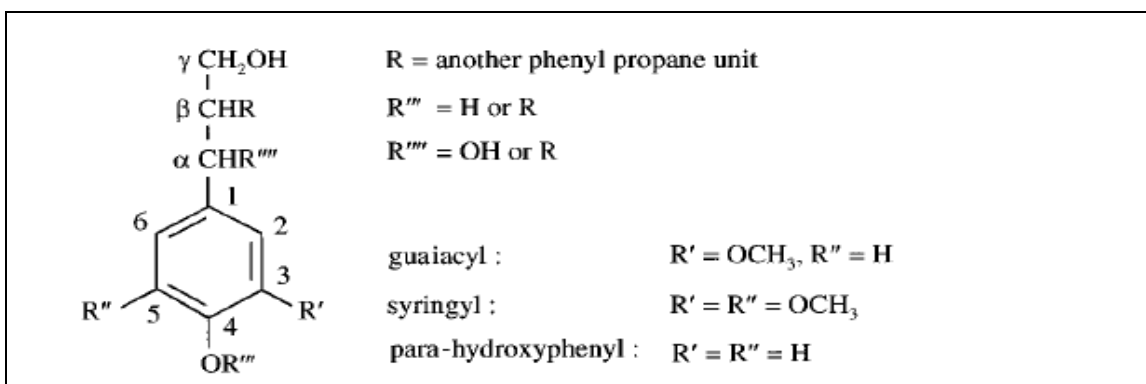 γ CH₂OH R = another phenyl propane unit
β CHR R‴ = H or R
α CHR⁗ R⁗ = OH or R
1
6 2
guaiacyl : R′ = OCH₃, R″ = H
3
R″ 5 4 R′ syringyl : R′ = R″ = OCH₃
OR‴ para-hydroxyphenyl : R′ = R″ = H